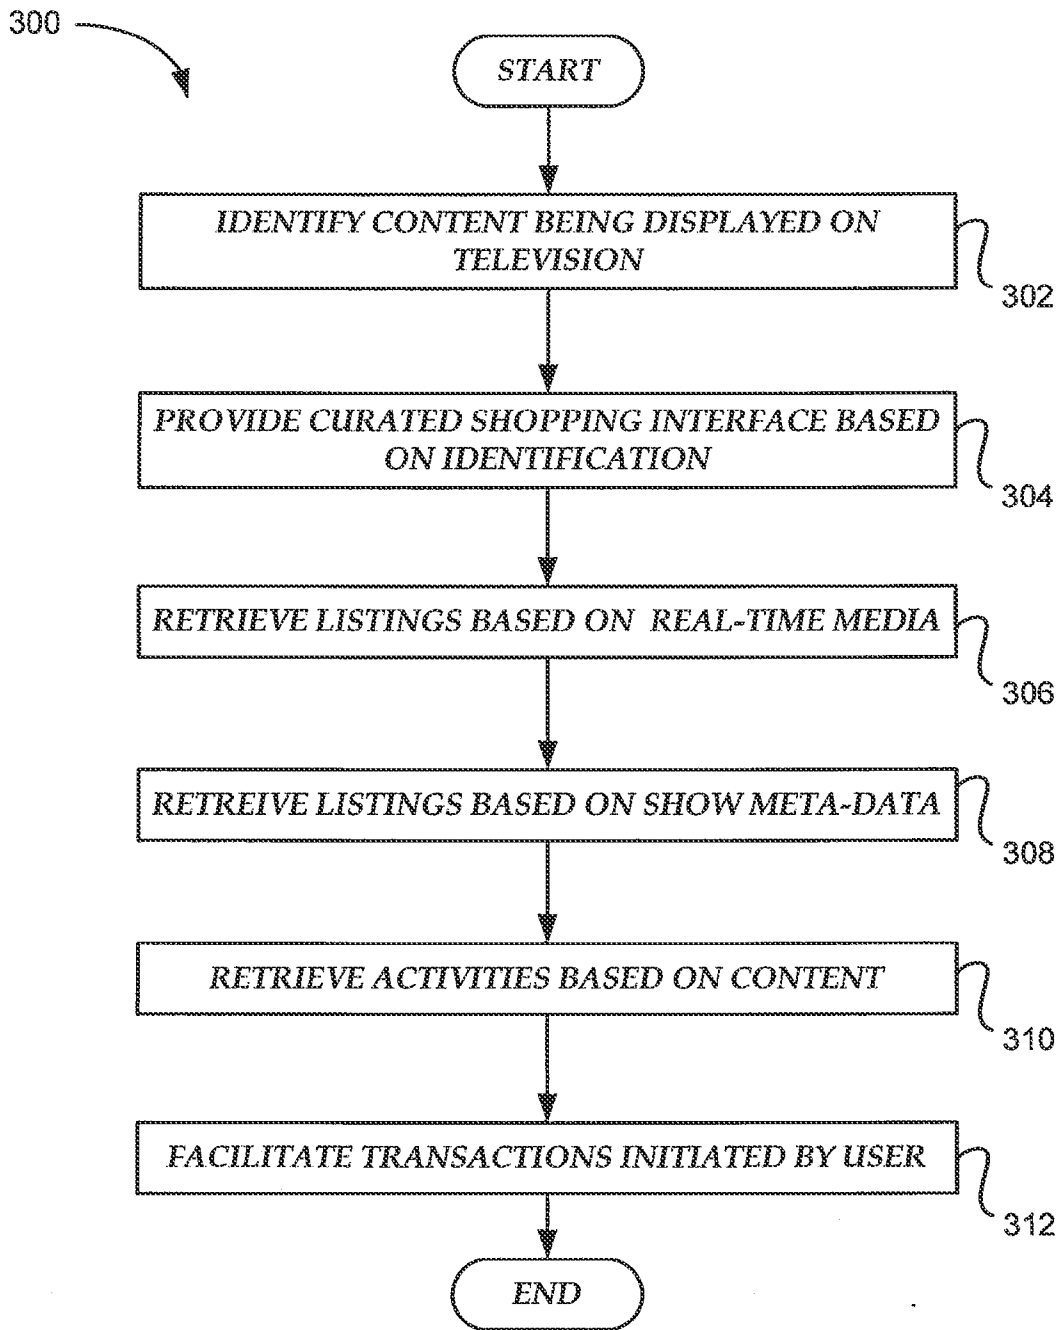 300
START
IDENTIFY CONTENT BEING DISPLAYED ON
TELEVISION
302
PROVIDE CURATED SHOPPING INTERFACE BASED
ON IDENTIFICATION
304
RETRIEVE LISTINGS BASED ON REAL-TIME MEDIA
306
RETREIVE LISTINGS BASED ON SHOW META-DATA
308
RETRIEVE ACTIVITIES BASED ON CONTENT
310
FACILITATE TRANSACTIONS INITIATED BY USER
312
END